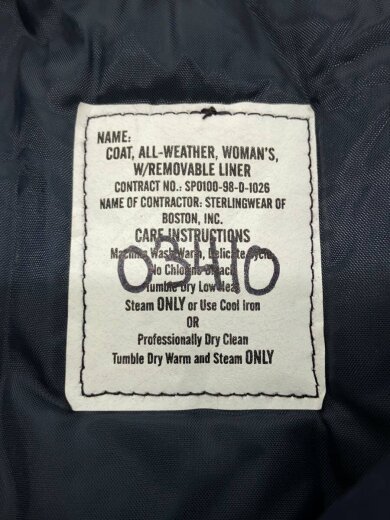 NAME:
COAT, ALL-WEATHER, WOMAN'S,
W/REMOVABLE LINER
CONTRACT NO.: SPO100-98-D-1026
NAME OF CONTRACTOR: STERLINGWEAR OF
BOSTON, INC.
CARE INSTRUCTIONS
Machine Wash Warm, Delicate Cycle
03410
No Chlorine Bleach
Tumble Dry Low Heat
Steam ONLY or Use Cool Iron
OR
Professionally Dry Clean
Tumble Dry Warm and Steam ONLY